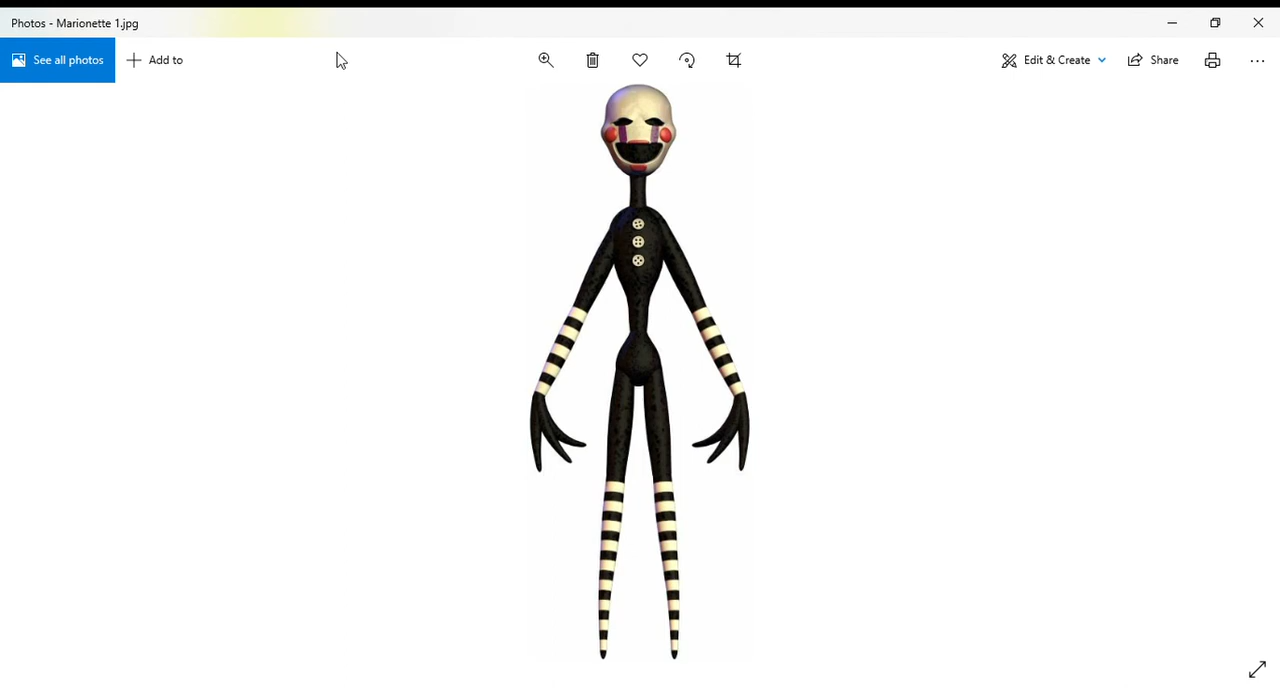 Photos - Marionette 1.jpg
See all photos
Add to
Edit & Create
Share